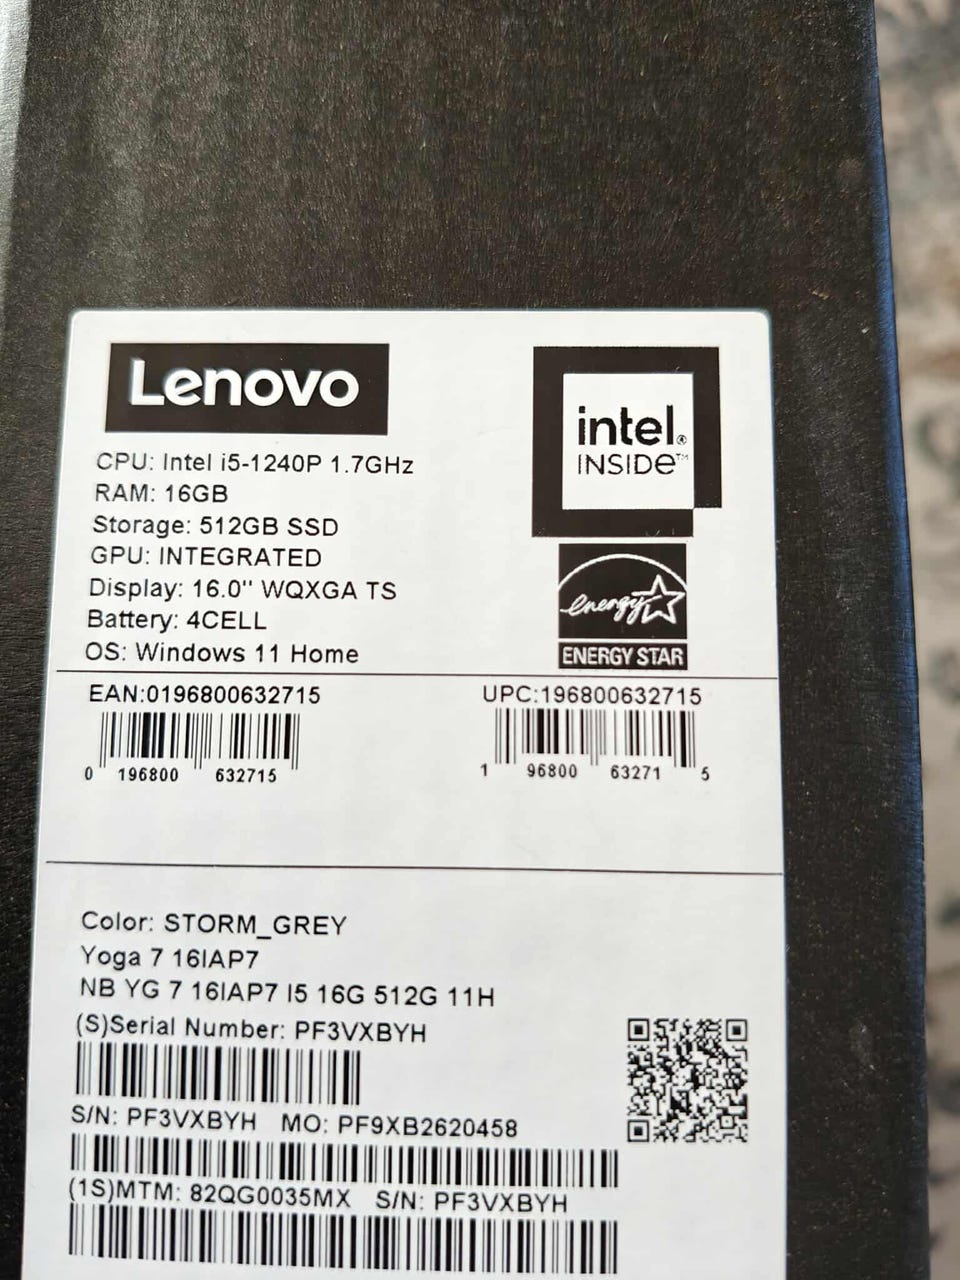 Lenovo
intel®
INSIDE™
CPU: Intel i5-1240P 1.7GHz
RAM: 16GB
Storage: 512GB SSD
GPU: INTEGRATED
Display: 16.0'' WQXGA TS
Battery: 4CELL
OS: Windows 11 Home
energy
ENERGY STAR
EAN:0196800632715
0 196800 632715
UPC:196800632715
1 96800 63271 5
Color: STORM_GREY
Yoga 7 16IAP7
NB YG 7 16IAP7 I5 16G 512G 11H
(S)Serial Number: PF3VXBYH
S/N: PF3VXBYH MO: PF9XB2620458
(1S)MTM: 82QG0035MX S/N: PF3VXBYH